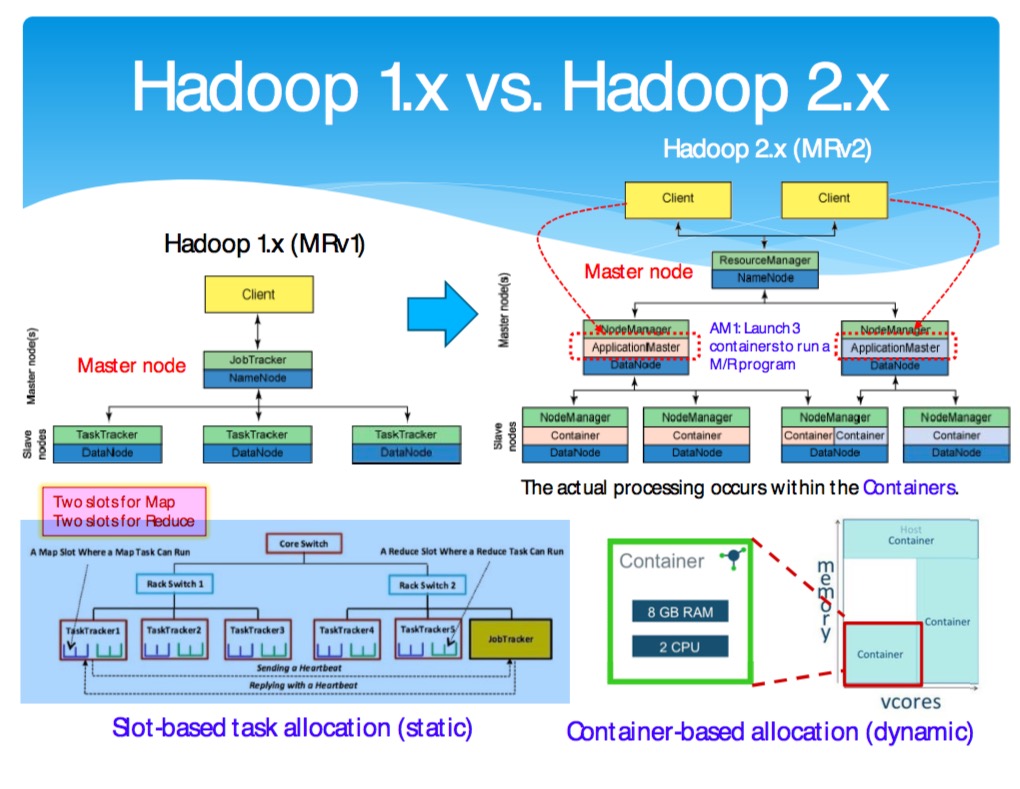 Hadoop 1.x vs. Hadoop 2.x
Hadoop 2.x (MRv2)
Client
Client
ResourceManager
NameNode
Master node
Master node(s)
NodeManager
ApplicationMaster
DataNode
AM1: Launch 3
containers to run a
M/R program
NodeManager
ApplicationMaster
DataNode
Slave
nodes
NodeManager
Container
DataNode
NodeManager
Container
DataNode
NodeManager
Container Container
DataNode
NodeManager
Container
DataNode
The actual processing occurs within the Containers.
Hadoop 1.x (MRv1)
Client
Master node(s)
Master node
JobTracker
NameNode
Slave
nodes
TaskTracker
DataNode
TaskTracker
DataNode
TaskTracker
DataNode
Two slots for Map
Two slots for Reduce
A Map Slot Where a Map Task Can Run
Core Switch
A Reduce Slot Where a Reduce Task Can Run
Rack Switch 1
Rack Switch 2
TaskTracker1
TaskTracker2
TaskTracker3
TaskTracker4
TaskTracker5
JobTracker
Sending a Heartbeat
Replying with a Heartbeat
Slot-based task allocation (static)
Container
8 GB RAM
2 CPU
memory
Host
Container
Container
Container
vcores
Container-based allocation (dynamic)